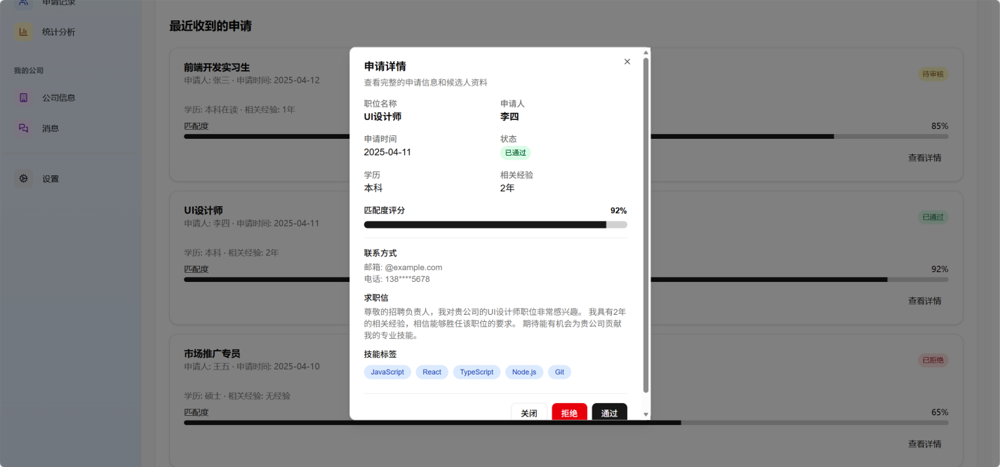 申请记录
统计分析
我的公司
公司信息
消息
设置
最近收到的申请
前端开发实习生
申请人: 张三 · 申请时间: 2025-04-12
待审核
学历: 本科在读 · 相关经验: 1年
匹配度
85%
查看详情
UI设计师
申请人: 李四 · 申请时间: 2025-04-11
已通过
学历: 本科 · 相关经验: 2年
匹配度
92%
查看详情
市场推广专员
申请人: 王五 · 申请时间: 2025-04-10
已拒绝
学历: 硕士 · 相关经验: 无经验
匹配度
65%
查看详情
申请详情
查看完整的申请信息和候选人资料
职位名称
申请人
UI设计师
李四
申请时间
状态
2025-04-11
已通过
学历
相关经验
本科
2年
匹配度评分
92%
联系方式
邮箱: @example.com
电话: 138****5678
求职信
尊敬的招聘负责人，我对贵公司的UI设计师职位非常感兴趣。 我具有2年
的相关经验，相信能够胜任该职位的要求。 期待能有机会为贵公司贡献
我的专业技能。
技能标签
JavaScript
React
TypeScript
Node.js
Git
关闭
拒绝
通过